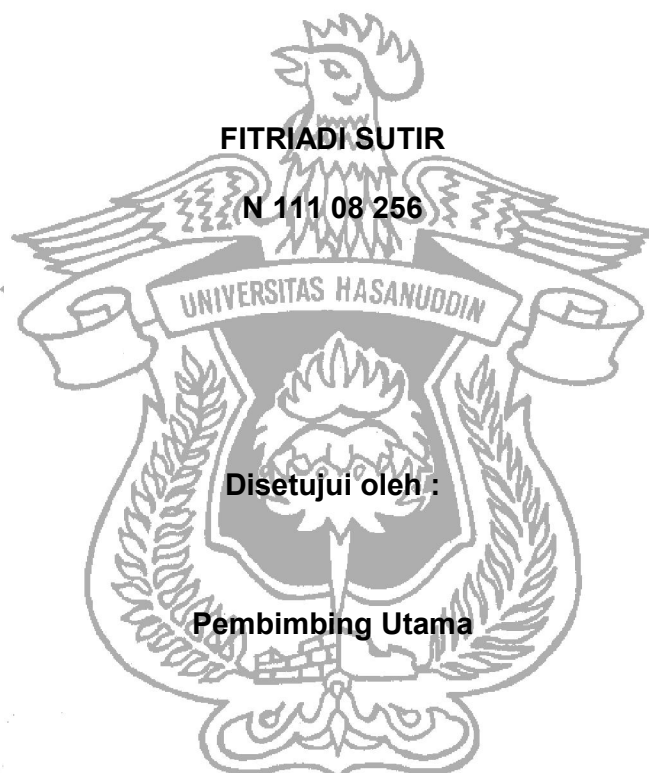 FITRIADI SUTIR
N 111 08 256
UNIVERSITAS HASANUDDIN
Disetujui oleh :
Pembimbing Utama